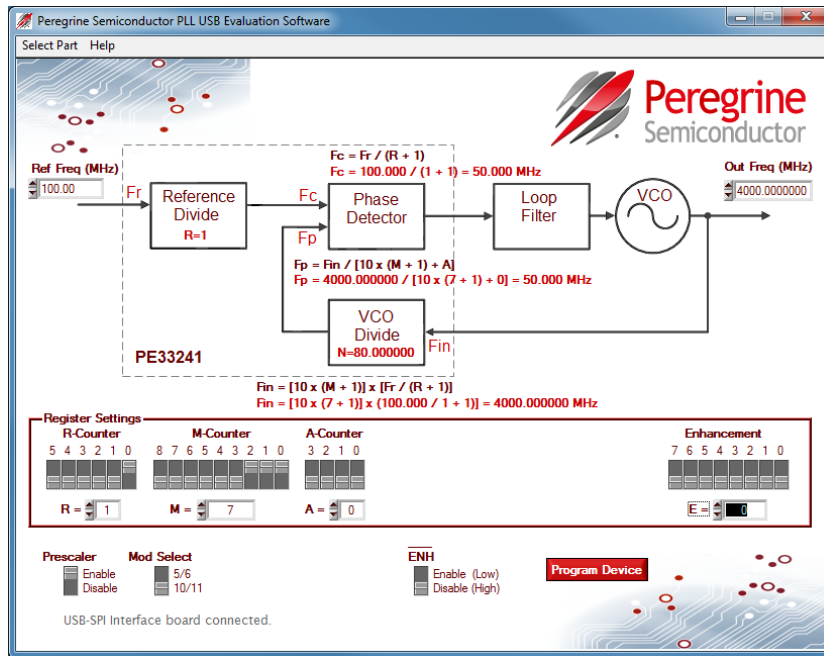 Peregrine Semiconductor PLL USB Evaluation Software
Select Part Help
Peregrine
Semiconductor
Ref Freq (MHz)
100.00
Fr
Reference
Divide
R=1
Fc = Fr / (R + 1)
Fc = 100.000 / (1 + 1) = 50.000 MHz
Fc
Fp
Phase
Detector
Loop
Filter
VCO
Out Freq (MHz)
4000.0000000
Fp = Fin / [10 x (M + 1) + A]
Fp = 4000.000000 / [10 x (7 + 1) + 0] = 50.000 MHz
VCO
Divide
N=80.000000
Fin
PE33241
Fin = [10 x (M + 1)] x [Fr / (R + 1)]
Fin = [10 x (7 + 1)] x (100.000 / 1 + 1)] = 4000.000000 MHz
Register Settings
R-Counter
5 4 3 2 1 0
R = 1
M-Counter
8 7 6 5 4 3 2 1 0
M = 7
A-Counter
3 2 1 0
A = 0
Enhancement
7 6 5 4 3 2 1 0
E = 0
Prescaler
Enable
Disable
Mod Select
5/6
10/11
ENH
Enable (Low)
Disable (High)
Program Device
USB-SPI Interface board connected.